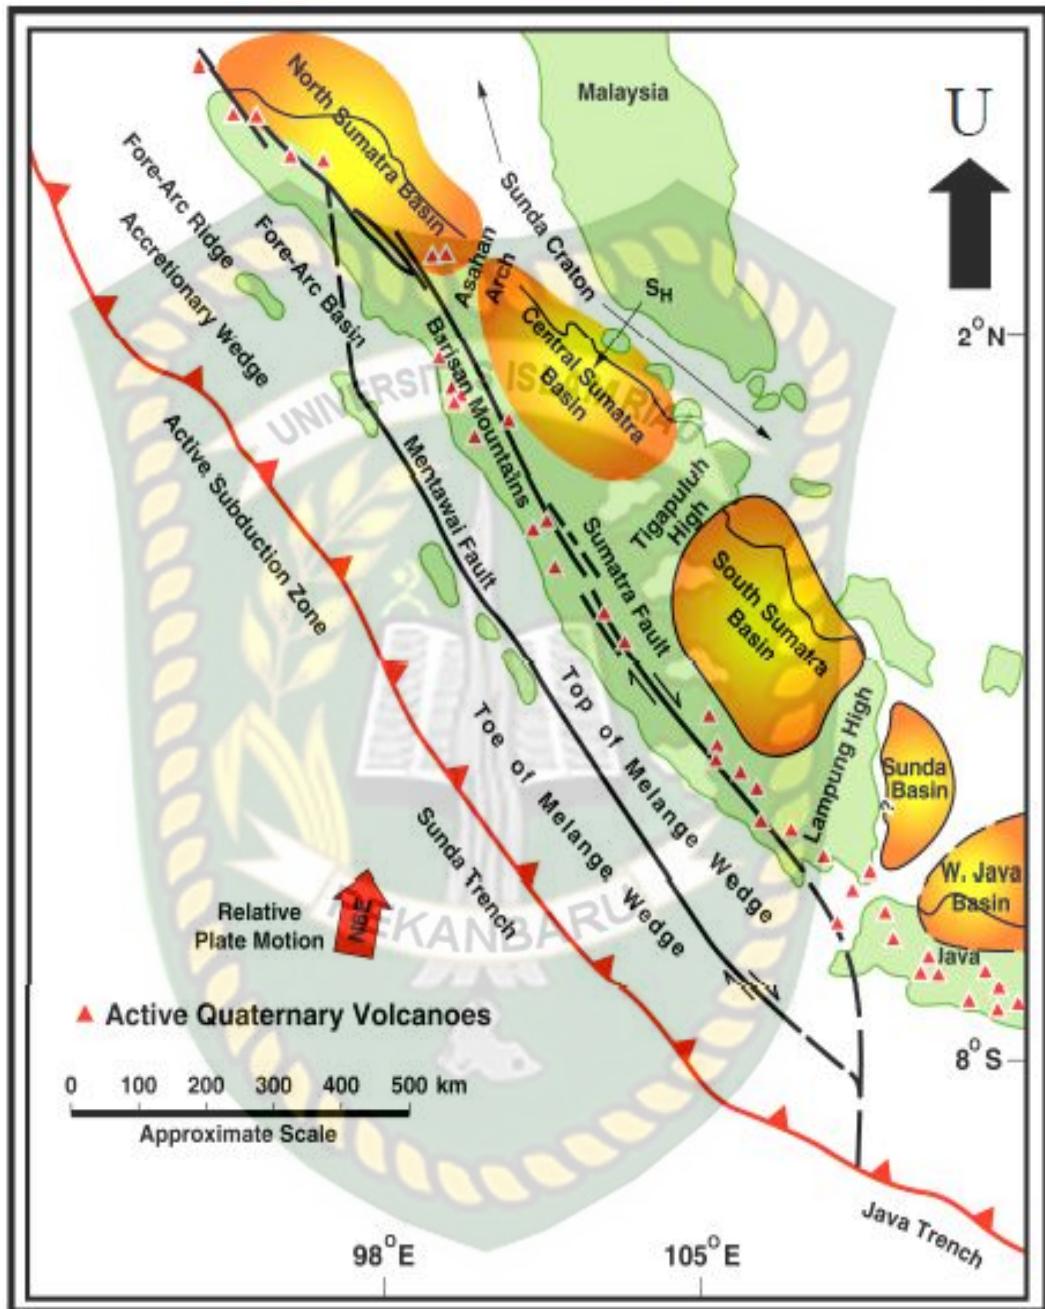 North Sumatra Basin
Malaysia
U
Fore-Arc Ridge
Accretionary Wedge
Fore-Arc Basin
Sunda Craton
Asahan
Arch
SH
Central Sumatra
Basin
2°N
UNIVERSITAS ISLAM RIAU
Barisan Mountains
Active Subduction Zone
Mentawai Fault
Sumatra Fault
Tigapuluh
High
South Sumatra
Basin
Top of Melange Wedge
Toe of Melange Wedge
Lampung High
Sunda
Basin
?
W. Java
Basin
Sunda Trench
Relative
Plate Motion
N9E
PEKANBARU
Java
Active Quaternary Volcanoes
8°S
0 100 200 300 400 500 km
Approximate Scale
Java Trench
98°E
105°E